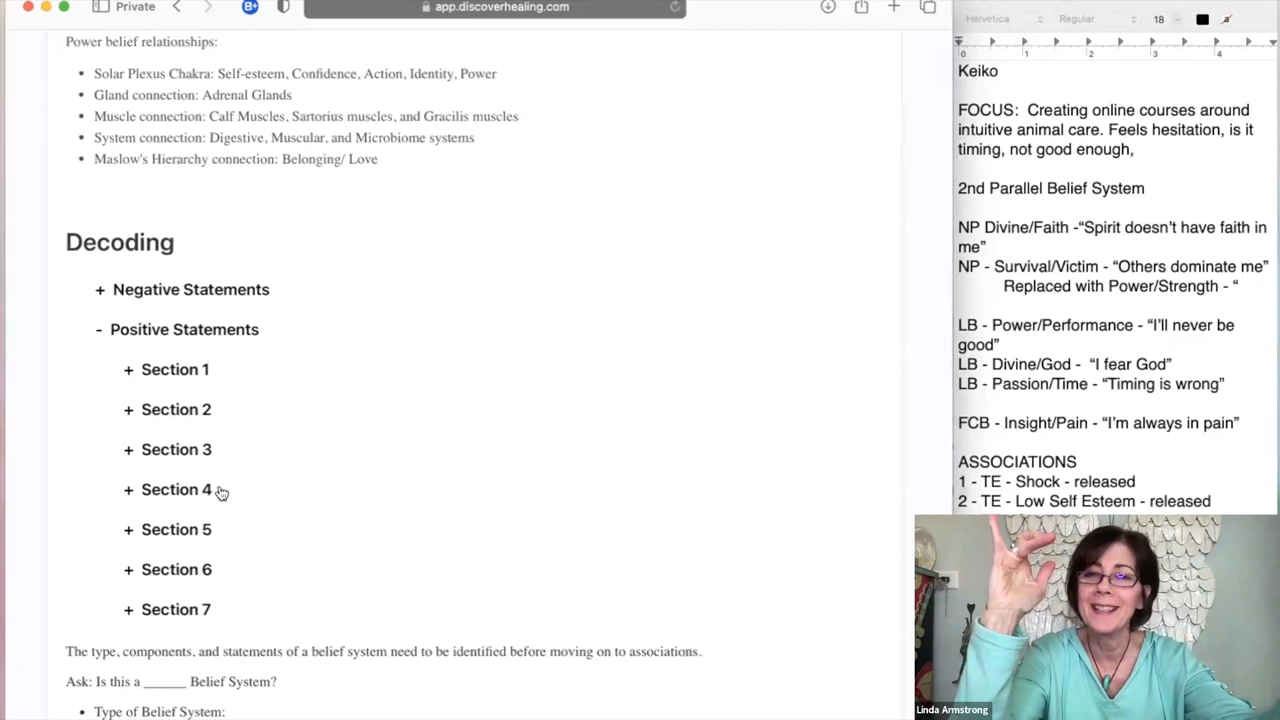 Private
B+
app.discoverhealing.com
Helvetica
Regular
18
a
0 1 2 3 4
Power belief relationships:
• Solar Plexus Chakra: Self-esteem, Confidence, Action, Identity, Power
• Gland connection: Adrenal Glands
• Muscle connection: Calf Muscles, Sartorius muscles, and Gracilis muscles
• System connection: Digestive, Muscular, and Microbiome systems
• Maslow's Hierarchy connection: Belonging/ Love
Decoding
+ Negative Statements
- Positive Statements
+ Section 1
+ Section 2
+ Section 3
+ Section 4
+ Section 5
+ Section 6
+ Section 7
The type, components, and statements of a belief system need to be identified before moving on to associations.
Ask: Is this a ______ Belief System?
• Type of Belief System:
Keiko
FOCUS:  Creating online courses around
intuitive animal care. Feels hesitation, is it
timing, not good enough,
2nd Parallel Belief System
NP Divine/Faith -“Spirit doesn’t have faith in
me”
NP - Survival/Victim - “Others dominate me”
Replaced with Power/Strength - “
LB - Power/Performance - “I’ll never be
good”
LB - Divine/God -  “I fear God”
LB - Passion/Time - “Timing is wrong”
FCB - Insight/Pain - “I’m always in pain”
ASSOCIATIONS
1 - TE - Shock - released
2 - TE - Low Self Esteem - released
Linda Armstrong